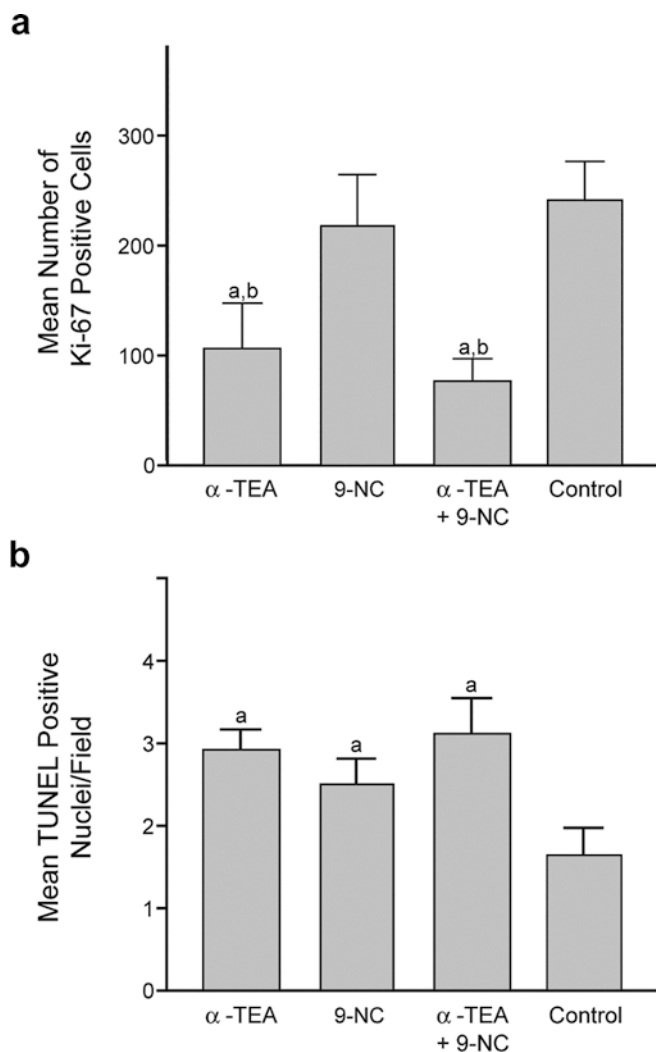 a
Mean Number of
Ki-67 Positive Cells
300
200
100
0
a,b
a,b
α -TEA
9-NC
α -TEA
+ 9-NC
Control
b
Mean TUNEL Positive
Nuclei/Field
4
3
2
1
0
a
a
a
α -TEA
9-NC
α -TEA
+ 9-NC
Control